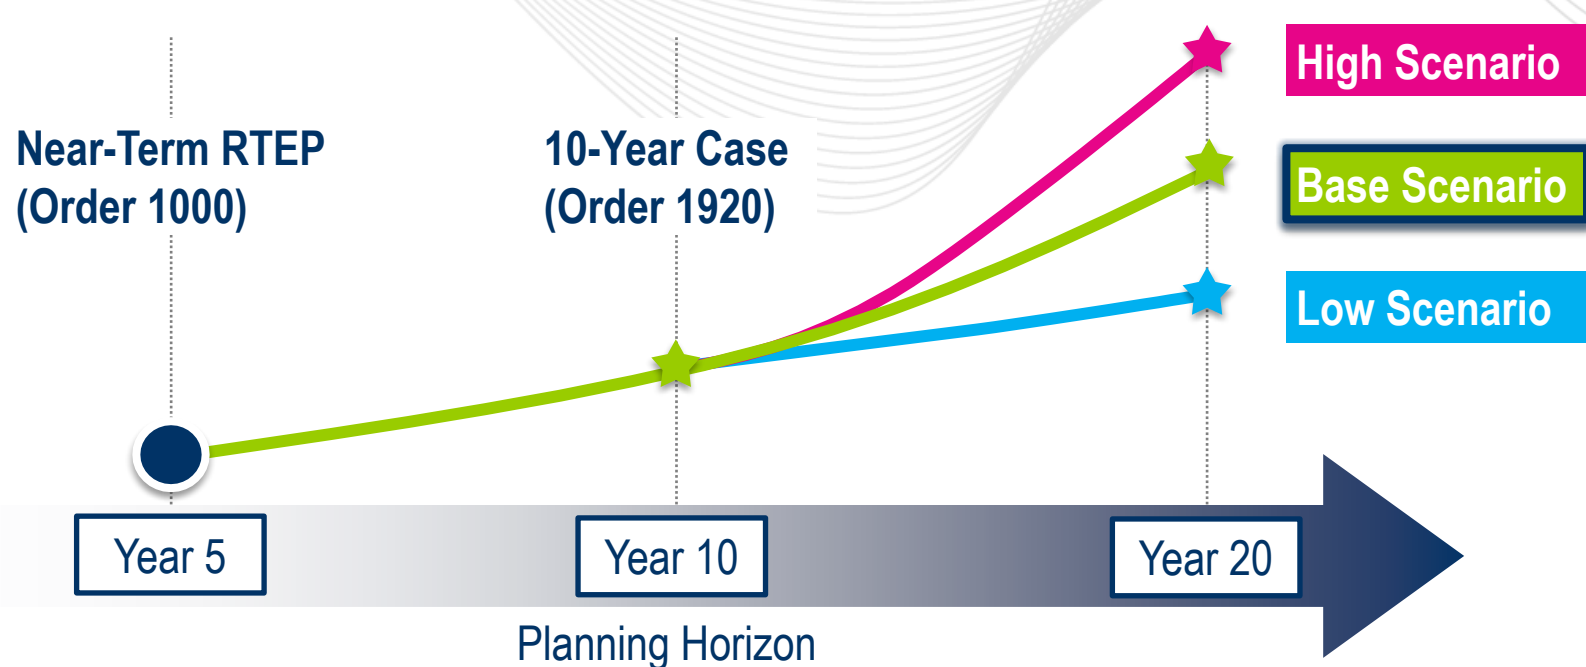 High Scenario
Near-Term RTEP
(Order 1000)
10-Year Case
(Order 1920)
Base Scenario
Low Scenario
Year 5
Year 10
Year 20
Planning Horizon